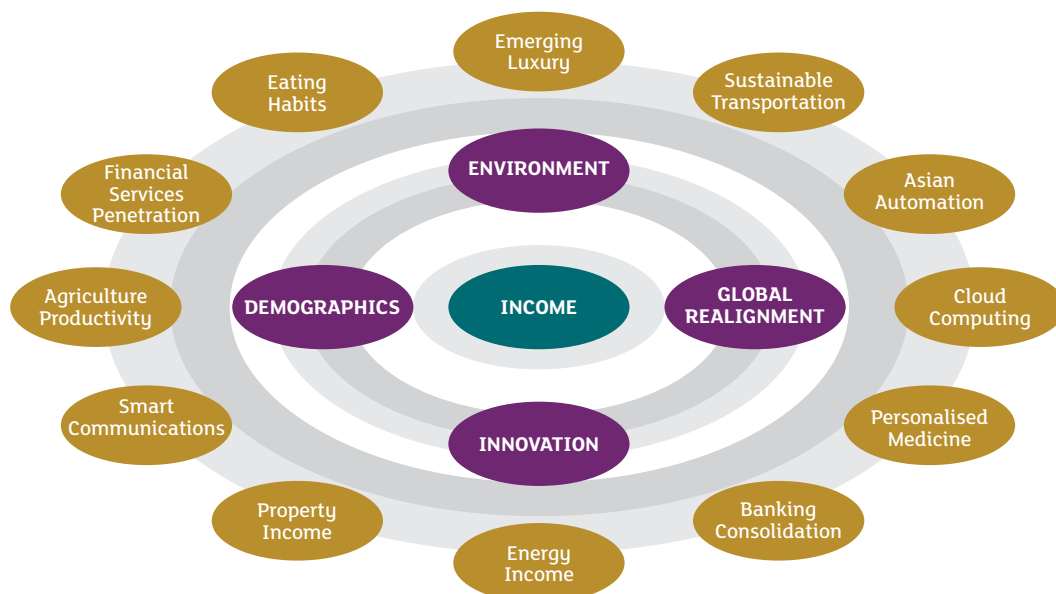 Emerging
Luxury
Eating
Habits
Sustainable
Transportation
ENVIRONMENT
Financial
Services
Penetration
Asian
Automation
Agriculture
Productivity
DEMOGRAPHICS
INCOME
GLOBAL
REALIGNMENT
Cloud
Computing
Smart
Communications
Personalised
Medicine
INNOVATION
Property
Income
Banking
Consolidation
Energy
Income